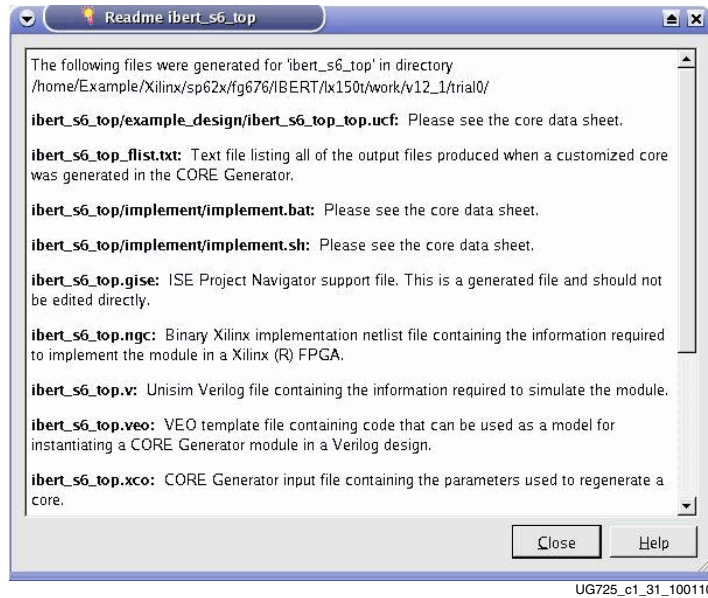 Readme ibert_s6_top
The following files were generated for 'ibert_s6_top' in directory
/home/Example/Xilinx/sp62x/fg676/IBERT/lx150t/work/v12_1/trial0/
ibert_s6_top/example_design/ibert_s6_top_top.ucf: Please see the core data sheet.
ibert_s6_top_flist.txt: Text file listing all of the output files produced when a customized core
was generated in the CORE Generator.
ibert_s6_top/implement/implement.bat: Please see the core data sheet.
ibert_s6_top/implement/implement.sh: Please see the core data sheet.
ibert_s6_top.gise: ISE Project Navigator support file. This is a generated file and should not
be edited directly.
ibert_s6_top.ngc: Binary Xilinx implementation netlist file containing the information required
to implement the module in a Xilinx (R) FPGA.
ibert_s6_top.v: Unisim Verilog file containing the information required to simulate the module.
ibert_s6_top.veo: VEO template file containing code that can be used as a model for
instantiating a CORE Generator module in a Verilog design.
ibert_s6_top.xco: CORE Generator input file containing the parameters used to regenerate a
core.
Close Help
UG725_c1_31_100110